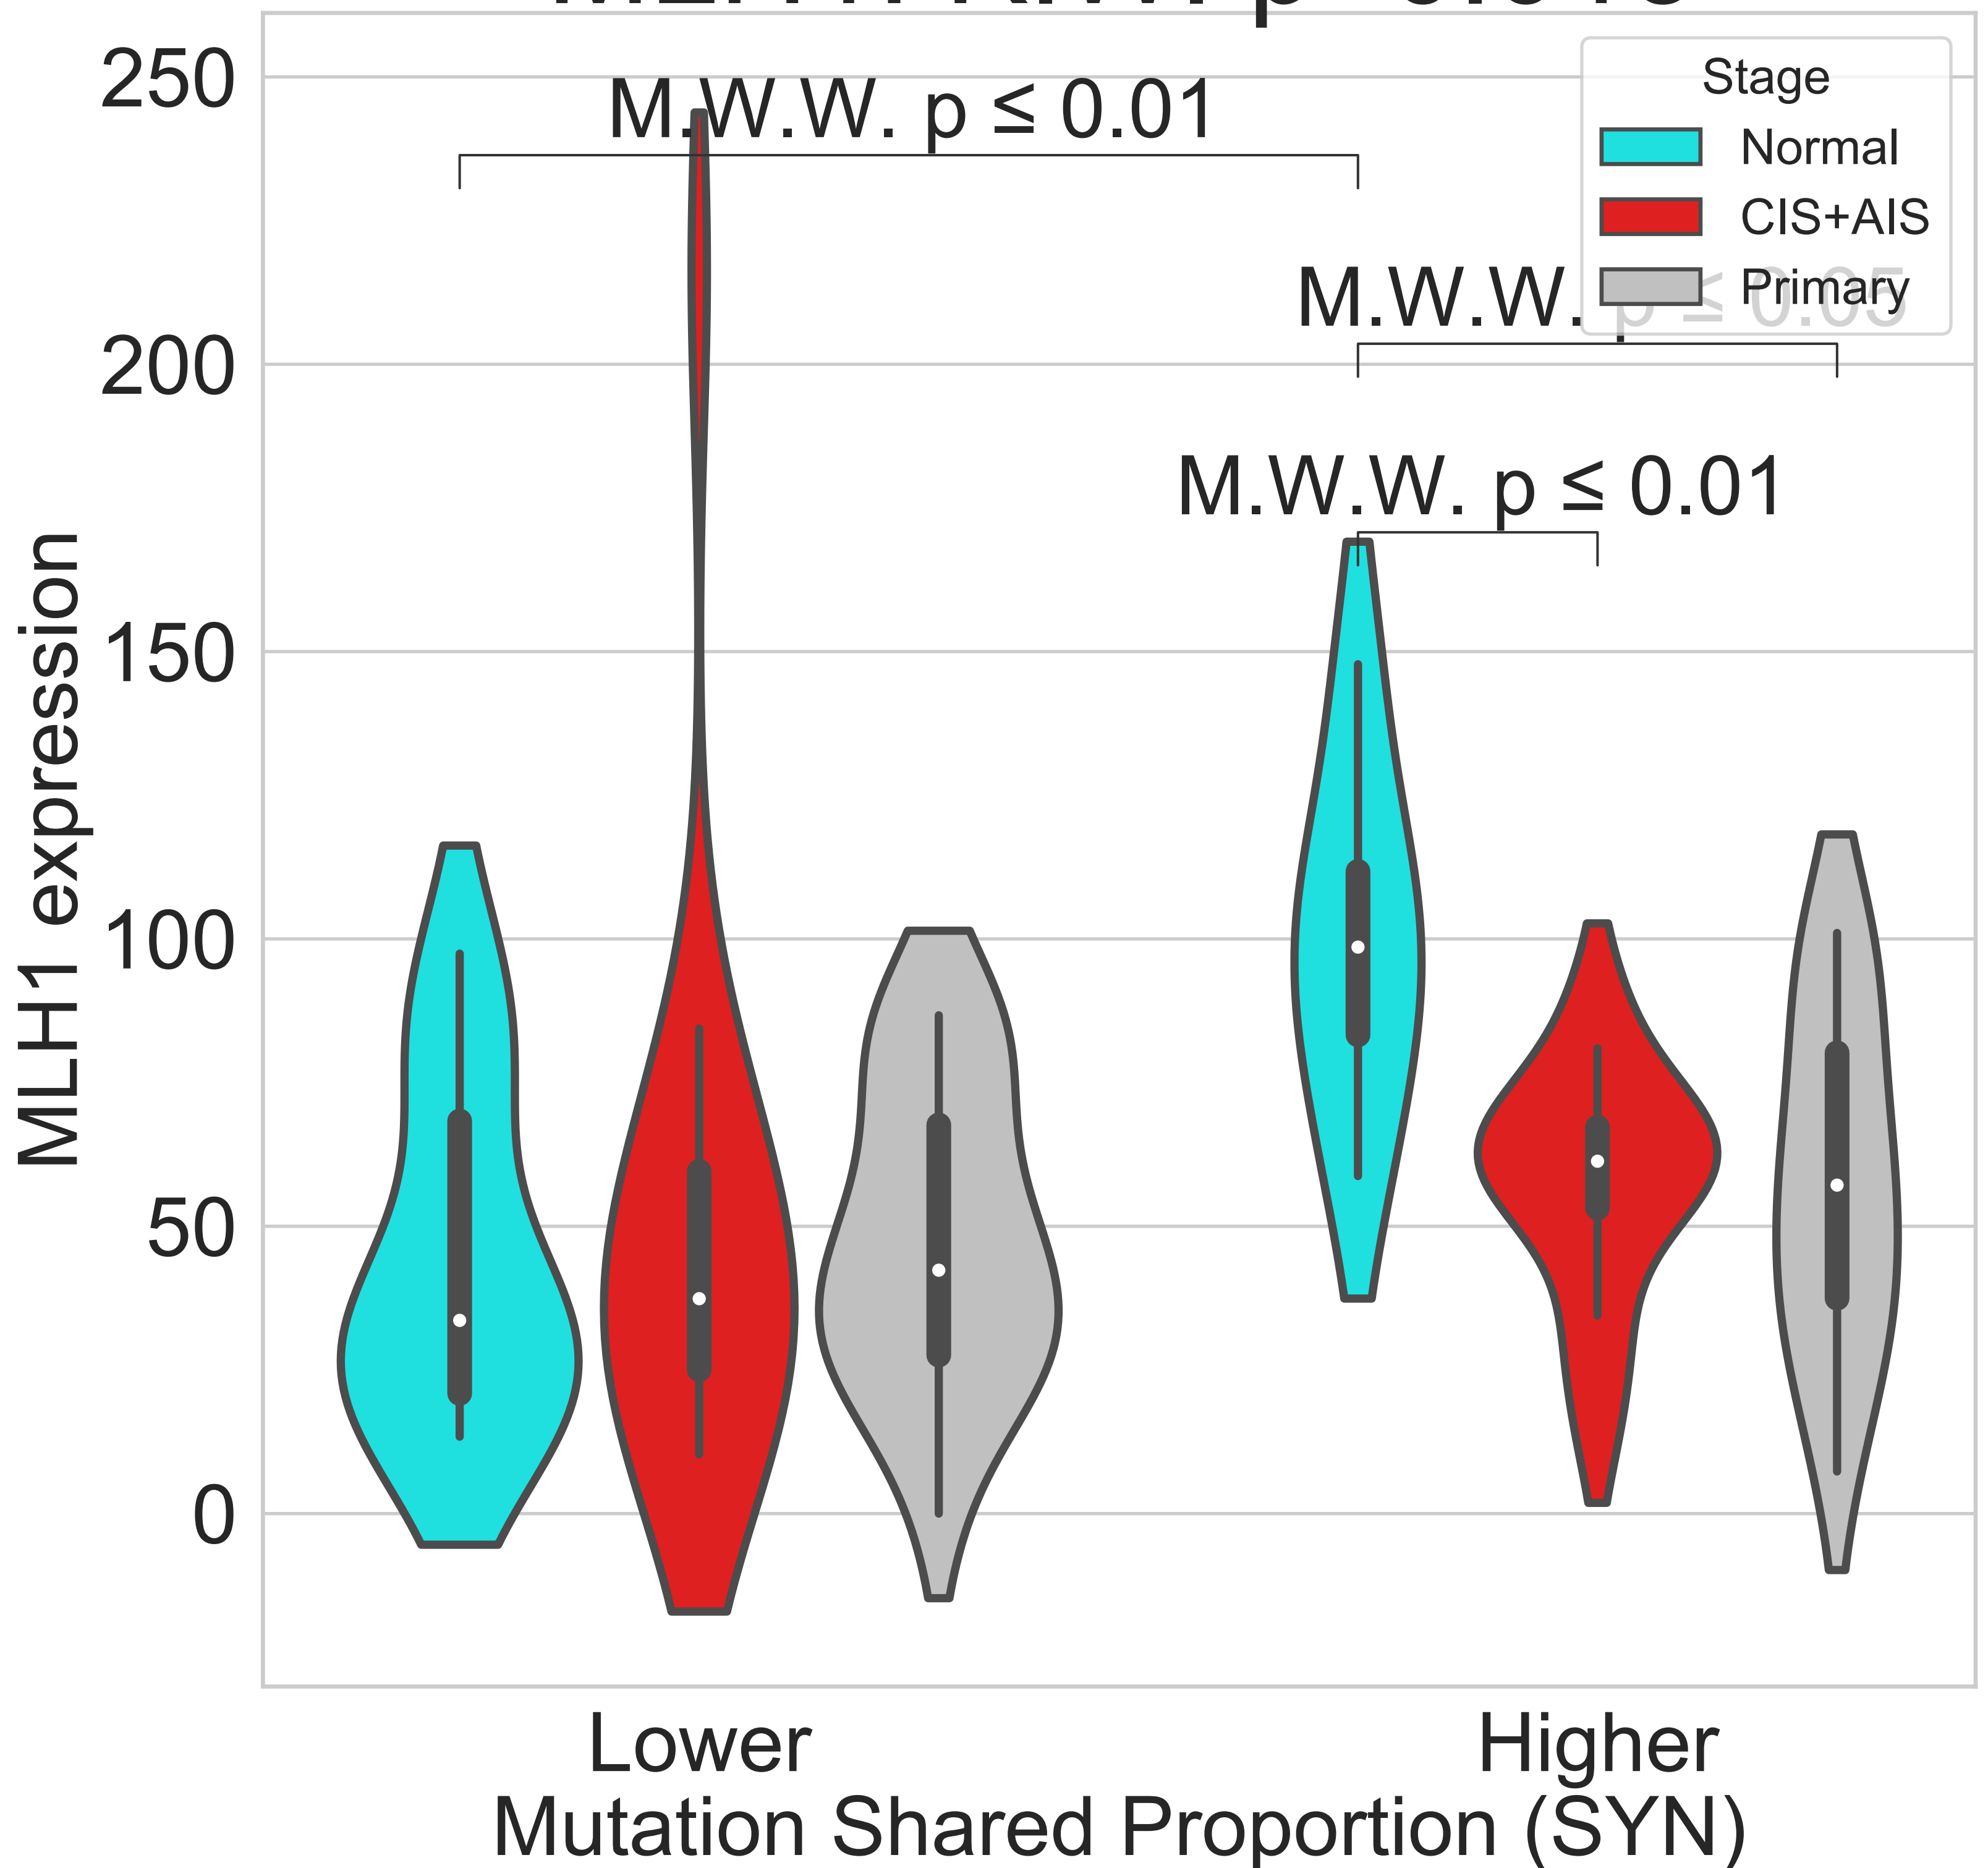 250
200
150
100
50
0
MLH1 expression
M.W.W. p ≤ 0.01
M.W.W. p ≤ 0.05
M.W.W. p ≤ 0.01
Stage
Normal
CIS+AIS
Primary
Lower
Higher
Mutation Shared Proportion (SYN)